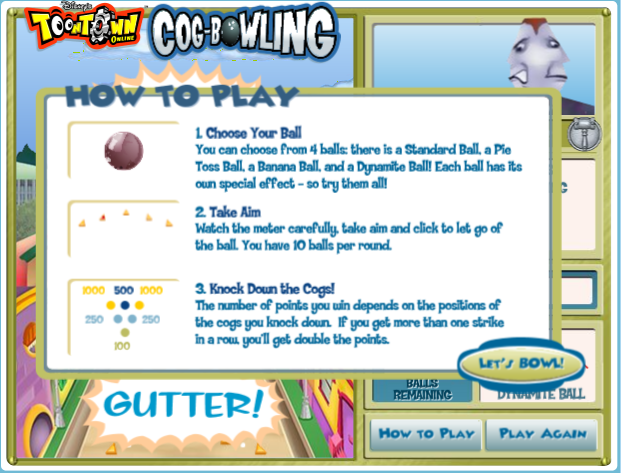 Disney's
TOONTOWN
ONLINE
COG-BOWLING
HOW TO PLAY
1. Choose Your Ball
You can choose from 4 balls: there is a Standard Ball, a Pie
Toss Ball, a Banana Ball, and a Dynamite Ball! Each ball has its
own special effect - so try them all!
2. Take Aim
Watch the meter carefully, take aim and click to let go of
the ball. You have 10 balls per round.
1000 500 1000
250 250
100
3. Knock Down the Cogs!
The number of points you win depends on the positions of
the cogs you knock down. If you get more than one strike
in a row, you'll get double the points.
LET'S BOWL!
GUTTER!
BALLS
REMAINING
DYNAMITE BALL
HOW TO PLAY
PLAY AGAIN